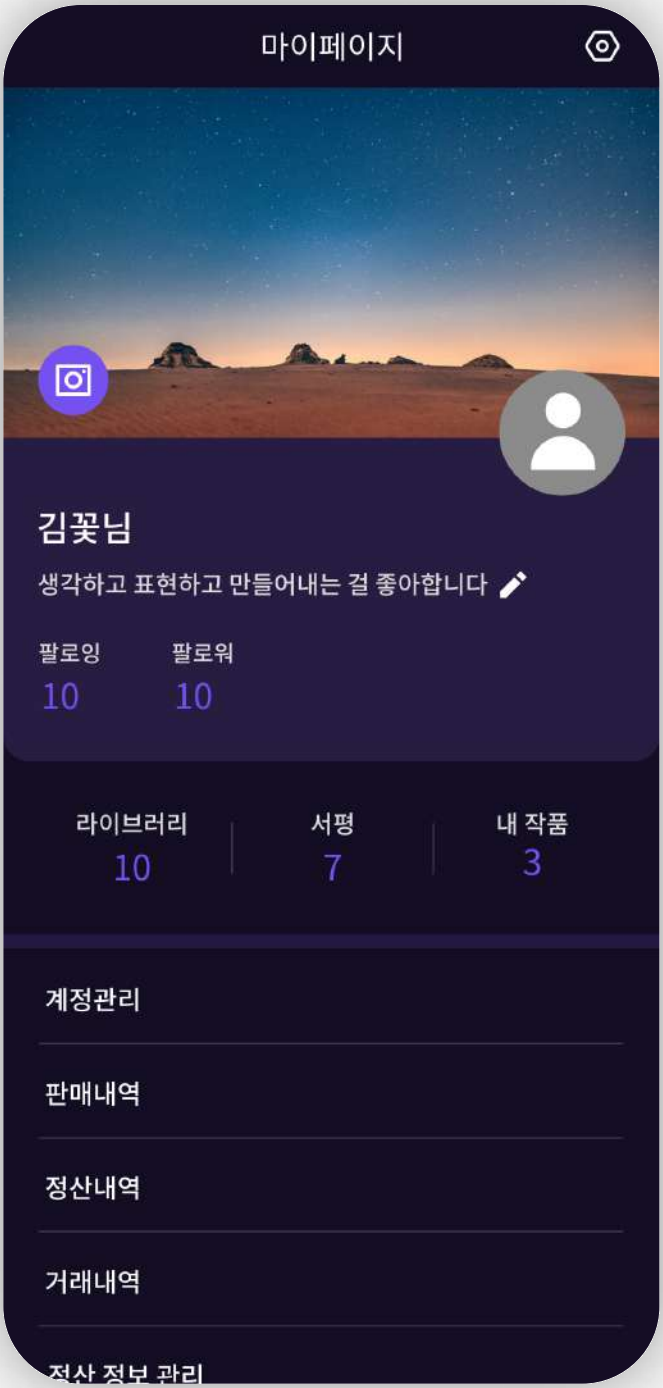 마이페이지
김꽃님
생각하고 표현하고 만들어내는 걸 좋아합니다
팔로잉 팔로워
10 10
라이브러리 서평 내 작품
10 7 3
계정관리
판매내역
정산내역
거래내역
정산 정보 관리